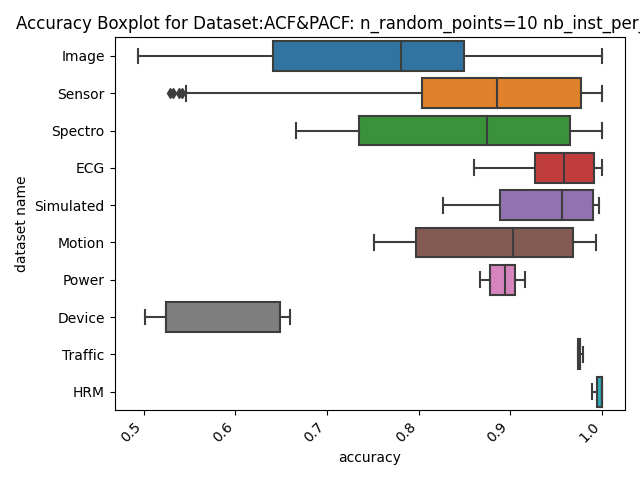 Accuracy Boxplot for Dataset:ACF&PACF: n_random_points=10 nb_inst_per_
Image
Sensor
Spectro
ECG
Simulated
Motion
Power
Device
Traffic
HRM
dataset name
0.5 0.6 0.7 0.8 0.9 1.0
accuracy